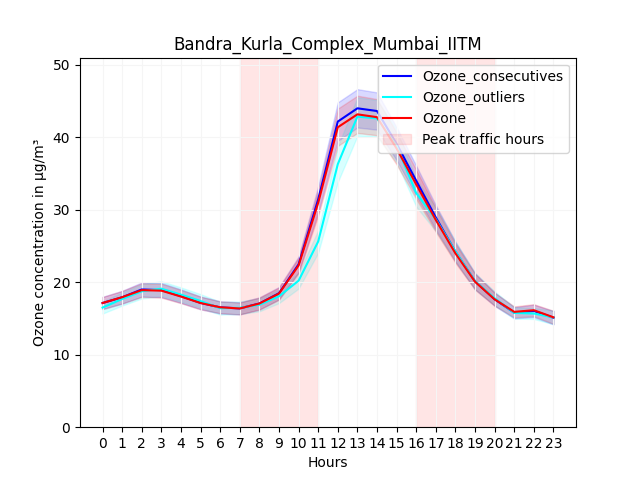 Bandra_Kurla_Complex_Mumbai_IITM
Ozone_consecutives
Ozone_outliers
Ozone
Peak traffic hours
Ozone concentration in µg/m³
50
40
30
20
10
0
0 1 2 3 4 5 6 7 8 9 10 11 12 13 14 15 16 17 18 19 20 21 22 23
Hours